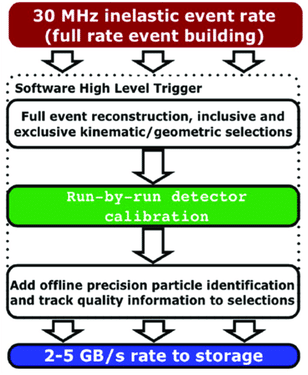 30 MHz inelastic event rate
(full rate event building)
Software High Level Trigger
Full event reconstruction, inclusive and
exclusive kinematic/geometric selections
Run-by-run detector
calibration
Add offline precision particle identification
and track quality information to selections
2-5 GB/s rate to storage